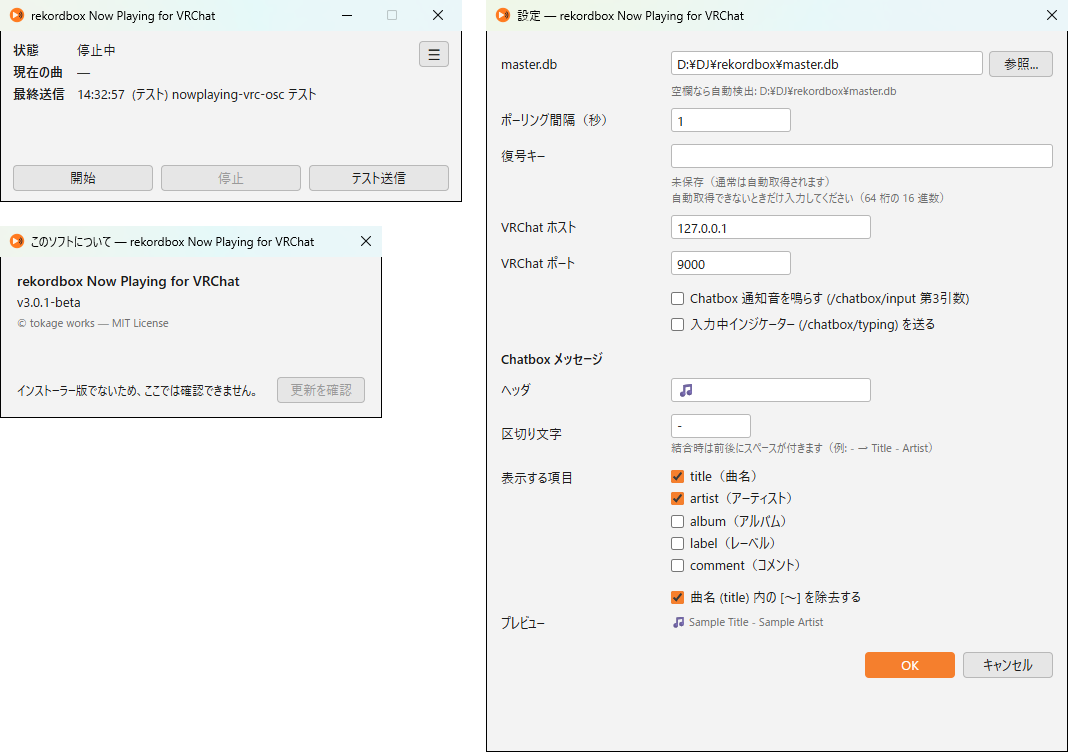 rekordbox Now Playing for VRChat
状態 停止中
現在の曲 —
最終送信 14:32:57 (テスト) nowplaying-vrc-osc テスト
開始 停止 テスト送信
このソフトについて — rekordbox Now Playing for VRChat
rekordbox Now Playing for VRChat
v3.0.1-beta
© tokage works — MIT License
インストーラー版でないため、ここでは確認できません。 更新を確認
設定 — rekordbox Now Playing for VRChat
master.db D:¥DJ¥rekordbox¥master.db 参照...
空欄なら自動検出: D:¥DJ¥rekordbox¥master.db
ポーリング間隔（秒） 1
復号キー
未保存（通常は自動取得されます）
自動取得できないときだけ入力してください（64 桁の 16 進数）
VRChat ホスト 127.0.0.1
VRChat ポート 9000
Chatbox 通知音を鳴らす (/chatbox/input 第3引数)
入力中インジケーター (/chatbox/typing) を送る
Chatbox メッセージ
ヘッダ 🎵
区切り文字 -
結合時は前後にスペースが付きます（例: - → Title - Artist）
表示する項目 title（曲名）
artist（アーティスト）
album（アルバム）
label（レーベル）
comment（コメント）
曲名 (title) 内の [～] を除去する
プレビュー 🎵 Sample Title - Sample Artist
OK キャンセル